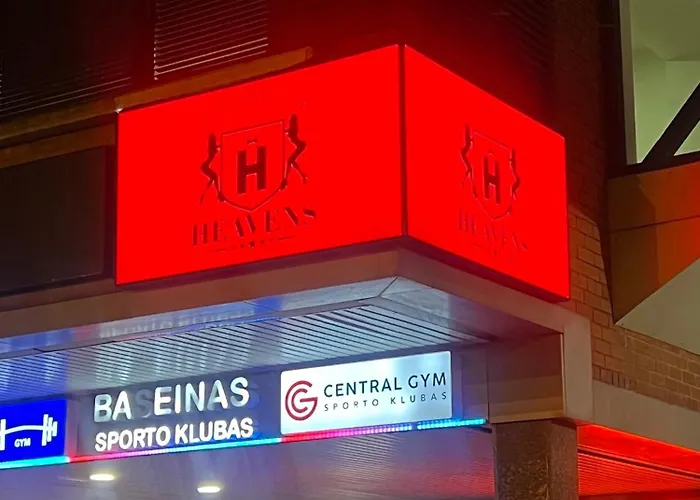 H
HEAVENS
H
HEAVENS
GYM
BASEINAS
SPORTO KLUBAS
CENTRAL GYM
SPORTO KLUBAS